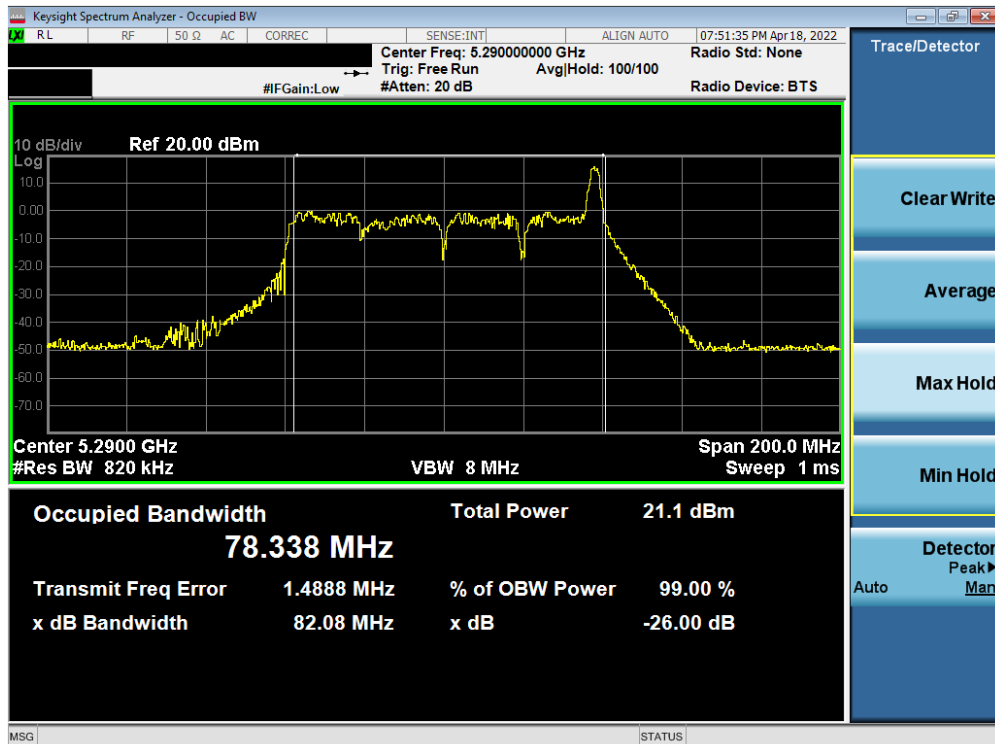 Keysight Spectrum Analyzer - Occupied BW
LXI RL RF 50 Ω AC CORREC SENSE:INT ALIGN AUTO 07:51:35 PM Apr 18, 2022
Center Freq: 5.290000000 GHz Radio Std: None
Trig: Free Run Avg|Hold: 100/100
#IFGain:Low #Atten: 20 dB Radio Device: BTS
10 dB/div Ref 20.00 dBm
Log
10.0
0.00
-10.0
-20.0
-30.0
-40.0
-50.0
-60.0
-70.0
Center 5.2900 GHz Span 200.0 MHz
#Res BW 820 kHz VBW 8 MHz Sweep 1 ms
Occupied Bandwidth Total Power 21.1 dBm
78.338 MHz
Transmit Freq Error 1.4888 MHz % of OBW Power 99.00 %
x dB Bandwidth 82.08 MHz x dB -26.00 dB
MSG STATUS
Trace/Detector
Clear Write
Average
Max Hold
Min Hold
Detector
Peak▶
Auto Man